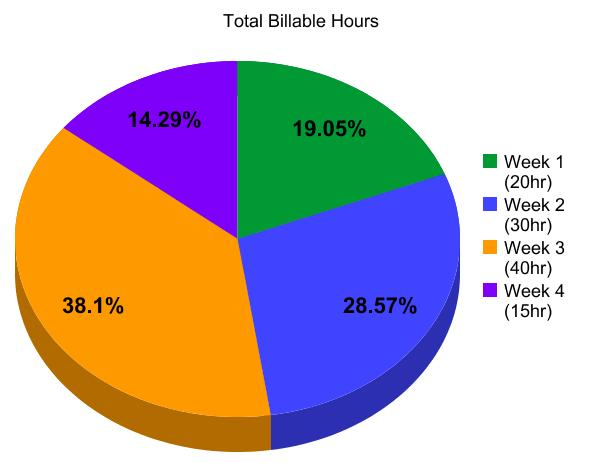 Total Billable Hours
14.29%
19.05%
38.1%
28.57%
Week 1
(20hr)
Week 2
(30hr)
Week 3
(40hr)
Week 4
(15hr)